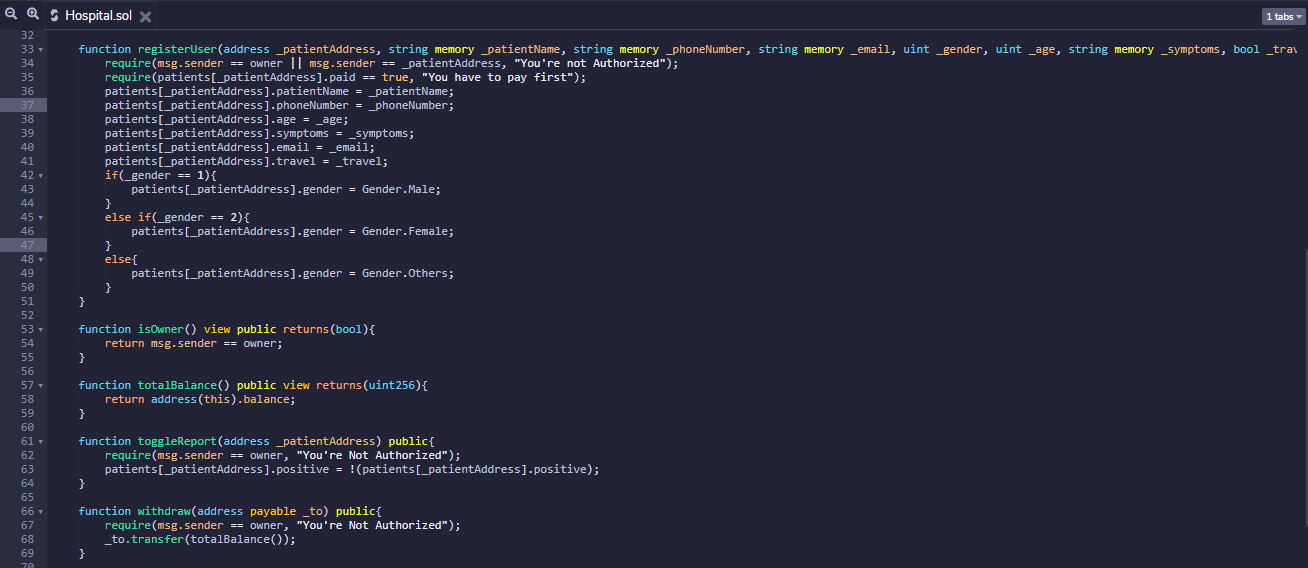 Hospital.sol
1 tabs
32
33 function registerUser(address _patientAddress, string memory _patientName, string memory _phoneNumber, string memory _email, uint _gender, uint _age, string memory _symptoms, bool _trav
34 require(msg.sender == owner || msg.sender == _patientAddress, "You're not Authorized");
35 require(patients[_patientAddress].paid == true, "You have to pay first");
36 patients[_patientAddress].patientName = _patientName;
37 patients[_patientAddress].phoneNumber = _phoneNumber;
38 patients[_patientAddress].age = _age;
39 patients[_patientAddress].symptoms = _symptoms;
40 patients[_patientAddress].email = _email;
41 patients[_patientAddress].travel = _travel;
42 if(_gender == 1){
43 patients[_patientAddress].gender = Gender.Male;
44 }
45 else if(_gender == 2){
46 patients[_patientAddress].gender = Gender.Female;
47 }
48 else{
49 patients[_patientAddress].gender = Gender.Others;
50 }
51 }
52
53 function isOwner() view public returns(bool){
54 return msg.sender == owner;
55 }
56
57 function totalBalance() public view returns(uint256){
58 return address(this).balance;
59 }
60
61 function toggleReport(address _patientAddress) public{
62 require(msg.sender == owner, "You're Not Authorized");
63 patients[_patientAddress].positive = !(patients[_patientAddress].positive);
64 }
65
66 function withdraw(address payable _to) public{
67 require(msg.sender == owner, "You're Not Authorized");
68 _to.transfer(totalBalance());
69 }
70